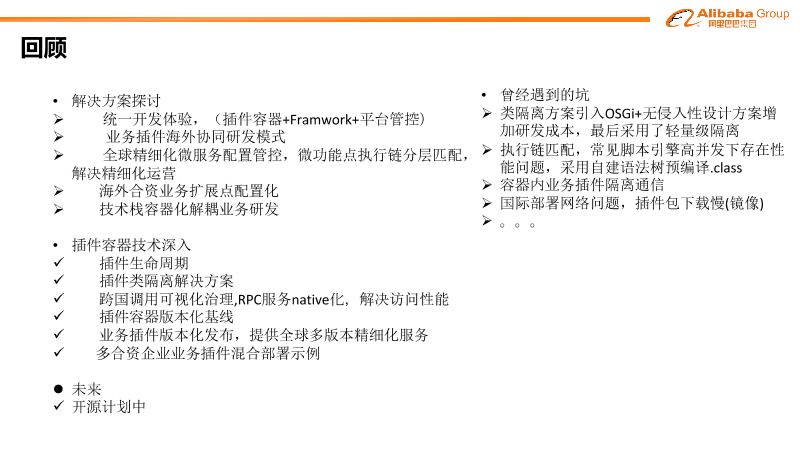 Alibaba Group
阿里巴巴集团
回顾
• 解决方案探讨
➢ 统一开发体验，（插件容器+Framwork+平台管控）
➢ 业务插件海外协同研发模式
➢ 全球精细化微服务配置管控，微功能点执行链分层匹配，
解决精细化运营
➢ 海外合资业务扩展点配置化
➢ 技术栈容器化解耦业务研发
• 插件容器技术深入
✓ 插件生命周期
✓ 插件类隔离解决方案
✓ 跨国调用可视化治理,RPC服务native化，解决访问性能
✓ 插件容器版本化基线
✓ 业务插件版本化发布，提供全球多版本精细化服务
✓ 多合资企业业务插件混合部署示例
● 未来
✓ 开源计划中
• 曾经遇到的坑
➢ 类隔离方案引入OSGi+无侵入性设计方案增
加研发成本，最后采用了轻量级隔离
➢ 执行链匹配，常见脚本引擎高并发下存在性
能问题，采用自建语法树预编译.class
➢ 容器内业务插件隔离通信
➢ 国际部署网络问题，插件包下载慢(镜像)
➢ 。。。